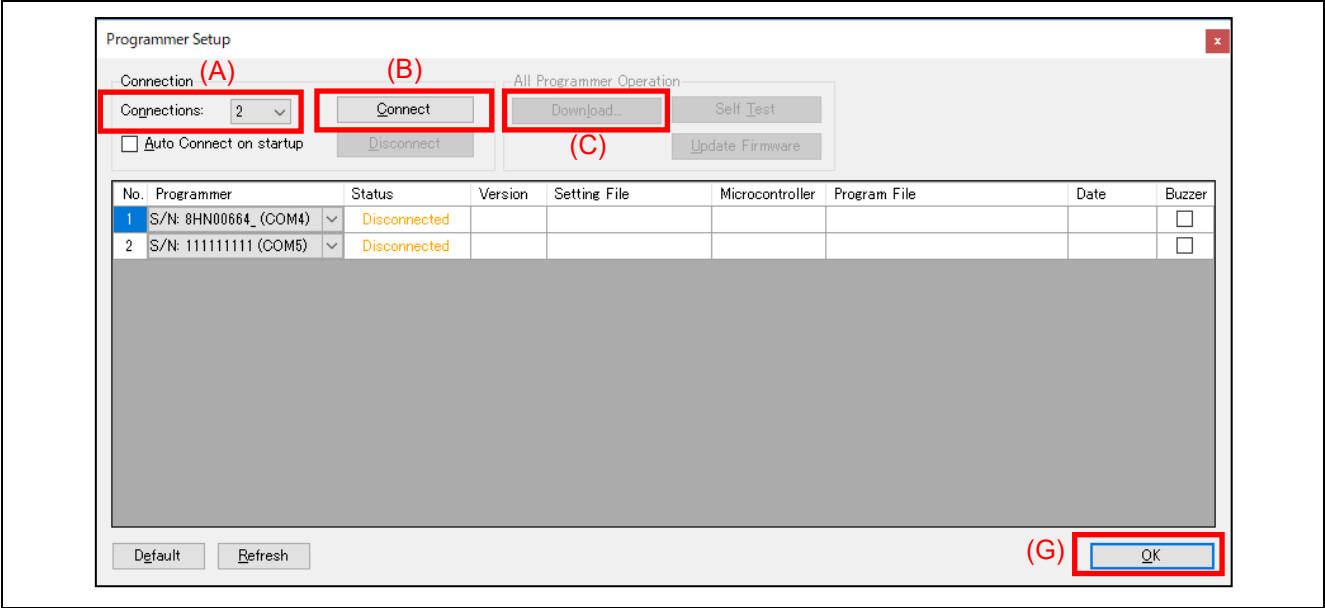 Programmer Setup
x
(A) (B)
Connection All Programmer Operation
Connections: 2 Connect Download... Self Test
Auto Connect on startup Disconnect (C) Update Firmware
No. Programmer Status Version Setting File Microcontroller Program File Date Buzzer
1 S/N: 8HN00664_ (COM4) Disconnected
2 S/N: 111111111 (COM5) Disconnected
Default Refresh (G) OK